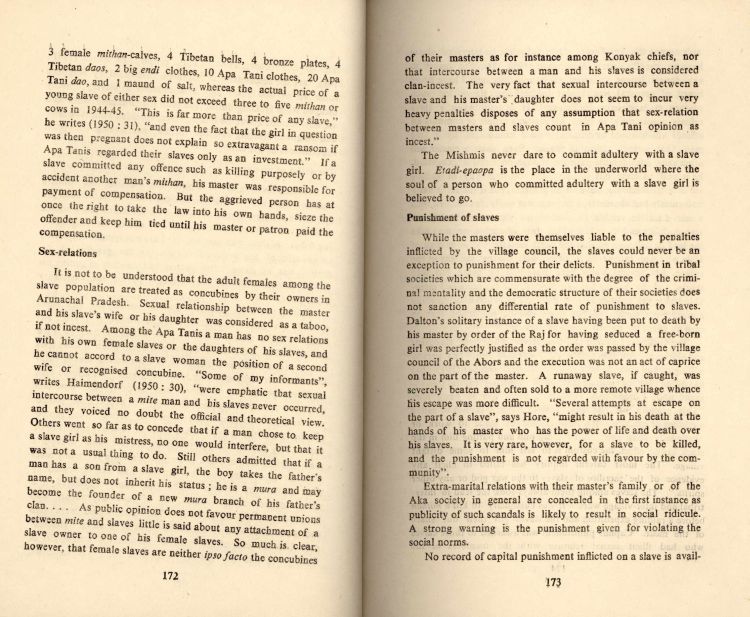 3 female mithan-calves, 4 Tibetan bells, 4 bronze plates, 4
Tibetan daos, 2 big endi clothes, 10 Apa Tani clothes, 20 Apa
Tani dao, and 1 maund of salt, whereas the actual price of a
young slave of either sex did not exceed three to five mithan or
cows in 1944-45. "This is far more than price of any slave,"
he writes (1950 : 31), "and even the fact that the girl in question
was then pregnant does not explain so extravagant a ransom if
Apa Tanis regarded their slaves only as an investment." If a
slave committed any offence such as killing purposely or by
accident another man's mithan, his master was responsible for
payment of compensation. But the aggrieved person has at
once the right to take the law into his own hands, sieze the
offender and keep him tied until his master or patron paid the
compensation.
Sex-relations
It is not to be understood that the adult females among the
slave population are treated as concubines by their owners in
Arunachal Pradesh. Sexual relationship between the master
and his slave's wife or his daughter was considered as a taboo,
if not incest. Among the Apa Tanis a man has no sex relations
with his own female slaves or the daughters of his slaves, and
he cannot accord to a slave woman the position of a second
wife or recognised concubine. "Some of my informants",
writes Haimendorf (1950 : 30), "were emphatic that sexual
intercourse between a mite man and his slaves never occurred,
and they voiced no doubt the official and theoretical view.
Others went so far as to concede that if a man chose to keep
a slave girl as his mistress, no one would interfere, but that it
was not a usual thing to do. Still others admitted that if a
man has a son from a slave girl, the boy takes the father's
name, but does not inherit his status ; he is a mura and may
become the founder of a new mura branch of his father's
clan.... As public opinion does not favour permanent unions
between mite and slaves little is said about any attachment of a
slave owner to one of his female slaves. So much is clear,
however, that female slaves are neither ipso facto the concubines
172
of their masters as for instance among Konyak chiefs, nor
that intercourse between a man and his slaves is considered
clan-incest. The very fact that sexual intercourse between a
slave and his master's daughter does not seem to incur very
heavy penalties disposes of any assumption that sex-relation
between masters and slaves count in Apa Tani opinion as
incest."
The Mishmis never dare to commit adultery with a slave
girl. Etadi-epaopa is the place in the underworld where the
soul of a person who committed adultery with a slave girl is
believed to go.
Punishment of slaves
While the masters were themselves liable to the penalties
inflicted by the village council, the slaves could never be an
exception to punishment for their delicts. Punishment in tribal
societies which are commensurate with the degree of the crimi-
nal mentality and the democratic structure of their societies does
not sanction any differential rate of punishment to slaves.
Dalton's solitary instance of a slave having been put to death by
his master by order of the Raj for having seduced a free-born
girl was perfectly justified as the order was passed by the village
council of the Abors and the execution was not an act of caprice
on the part of the master. A runaway slave, if caught, was
severely beaten and often sold to a more remote village whence
his escape was more difficult. "Several attempts at escape on
the part of a slave", says Hore, "might result in his death at the
hands of his master who has the power of life and death over
his slaves. It is very rare, however, for a slave to be killed,
and the punishment is not regarded with favour by the com-
munity".
Extra-marital relations with their master's family or of the
Aka society in general are concealed in the first instance as
publicity of such scandals is likely to result in social ridicule.
A strong warning is the punishment given for violating the
social norms.
No record of capital punishment inflicted on a slave is avail-
173